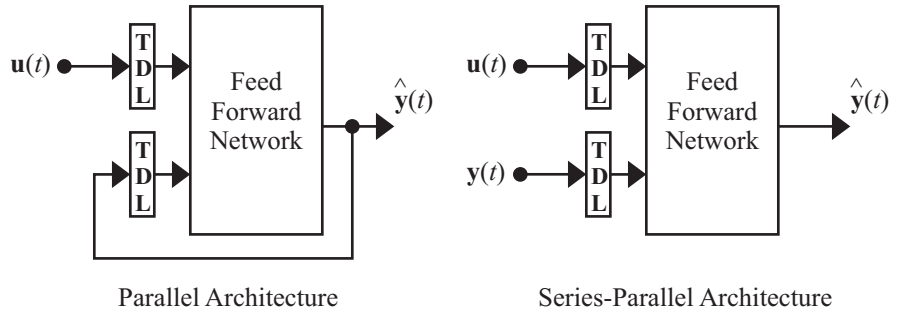 u(t)
T
D
L
T
D
L
Feed
Forward
Network
ŷ(t)
Parallel Architecture
u(t)
y(t)
T
D
L
T
D
L
Feed
Forward
Network
ŷ(t)
Series-Parallel Architecture